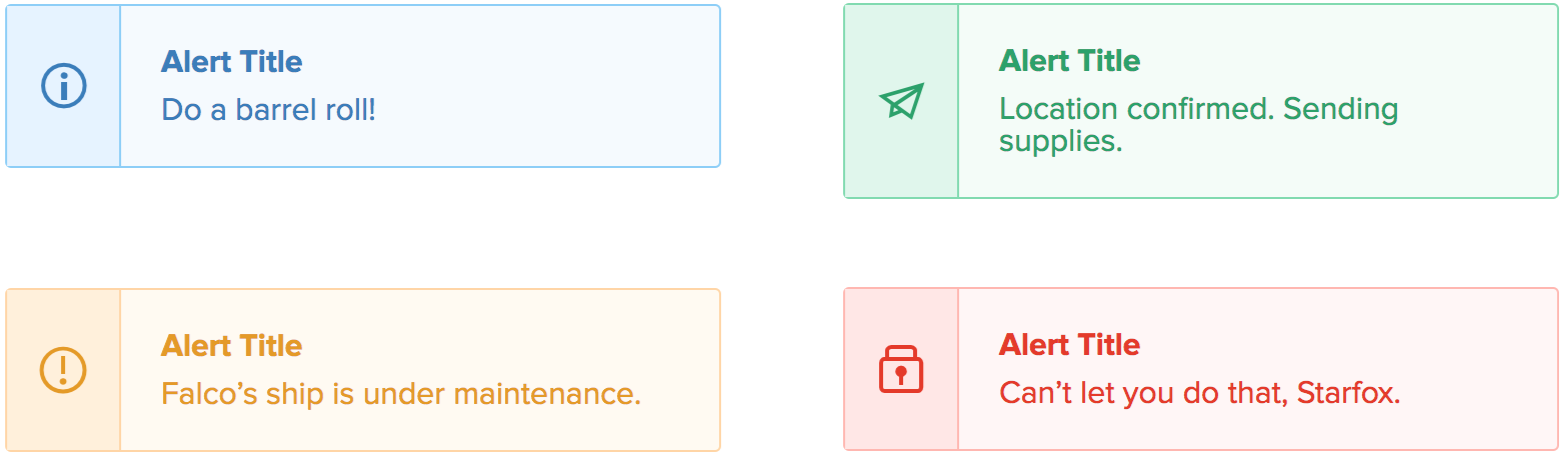 Alert Title
Do a barrel roll!
Alert Title
Location confirmed. Sending
supplies.
Alert Title
Falco’s ship is under maintenance.
Alert Title
Can’t let you do that, Starfox.